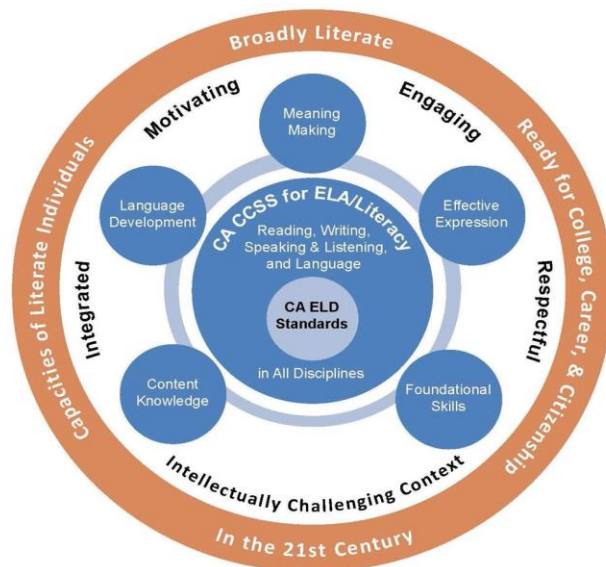 Broadly Literate
Ready for College, Career, & Citizenship
In the 21st Century
Capacities of Literate Individuals
Motivating
Engaging
Respectful
Intellectually Challenging Context
Integrated
Meaning
Making
Effective
Expression
Foundational
Skills
Content
Knowledge
Language
Development
CA CCSS for ELA/Literacy
Reading, Writing,
Speaking & Listening,
and Language
CA ELD
Standards
in All Disciplines